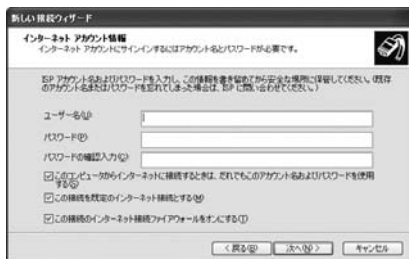 新しい接続ウィザード
インターネット アカウント情報
インターネット アカウントにサインインするにはアカウント名とパスワードが必要です。
ISP アカウント名およびパスワードを入力し、この情報を書き留めてから安全な場所に保管してください。(既存
のアカウント名またはパスワードを忘れてしまった場合は、ISP に問い合わせてください。)
ユーザー名(U):
パスワード(P):
パスワードの確認入力(C):
このコンピュータからインターネットに接続するときは、だれでもこのアカウント名およびパスワードを使用
する(S)
この接続を既定のインターネット接続とする(M)
この接続のインターネット接続ファイアウォールをオンにする(T)
< 戻る(B)
次へ(N) >
キャンセル